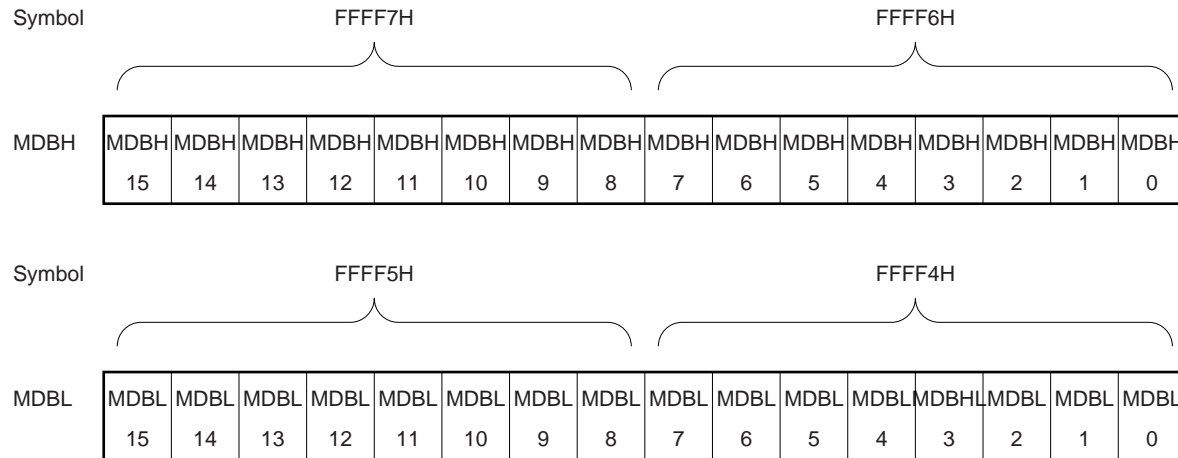 Symbol FFFF7H FFFF6H
MDBH MDBH MDBH MDBH MDBH MDBH MDBH MDBH MDBH MDBH MDBH MDBH MDBH MDBH MDBH MDBH MDBH
15 14 13 12 11 10 9 8 7 6 5 4 3 2 1 0
Symbol FFFF5H FFFF4H
MDBL MDBL MDBL MDBL MDBL MDBL MDBL MDBL MDBL MDBL MDBL MDBL MDBL MDBHL MDBL MDBL MDBL
15 14 13 12 11 10 9 8 7 6 5 4 3 2 1 0